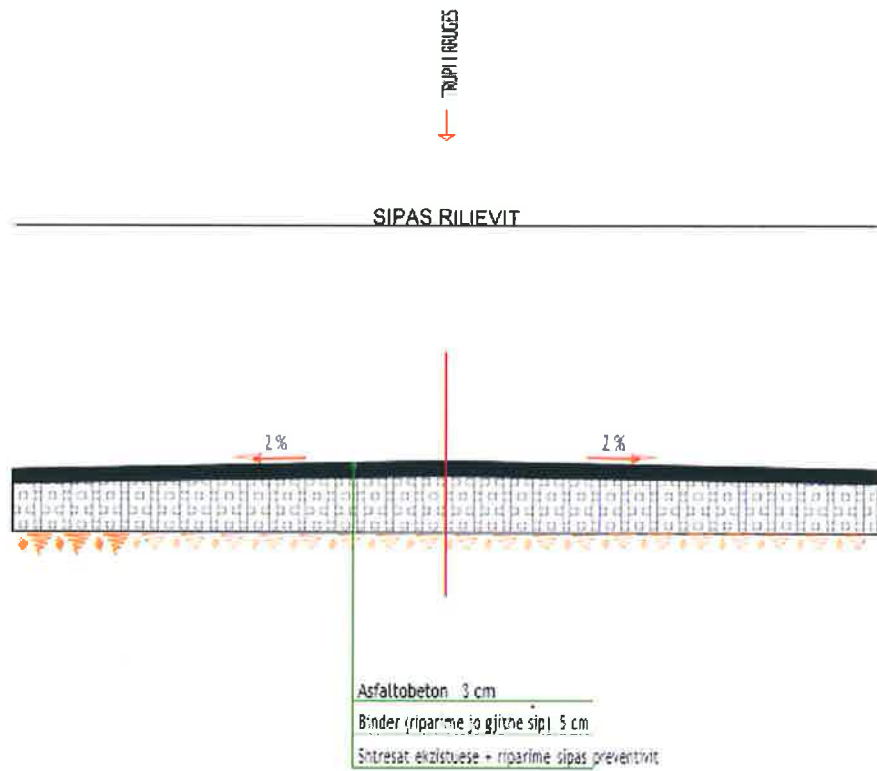 TRUPI I RRUGES
SIPAS RILIEVIT
2%
2%
Asfaltobeton 3 cm
Binder (riparime jo gjithe sip) 5 cm
Shtresat ekzistuese + riparime sipas preventivit